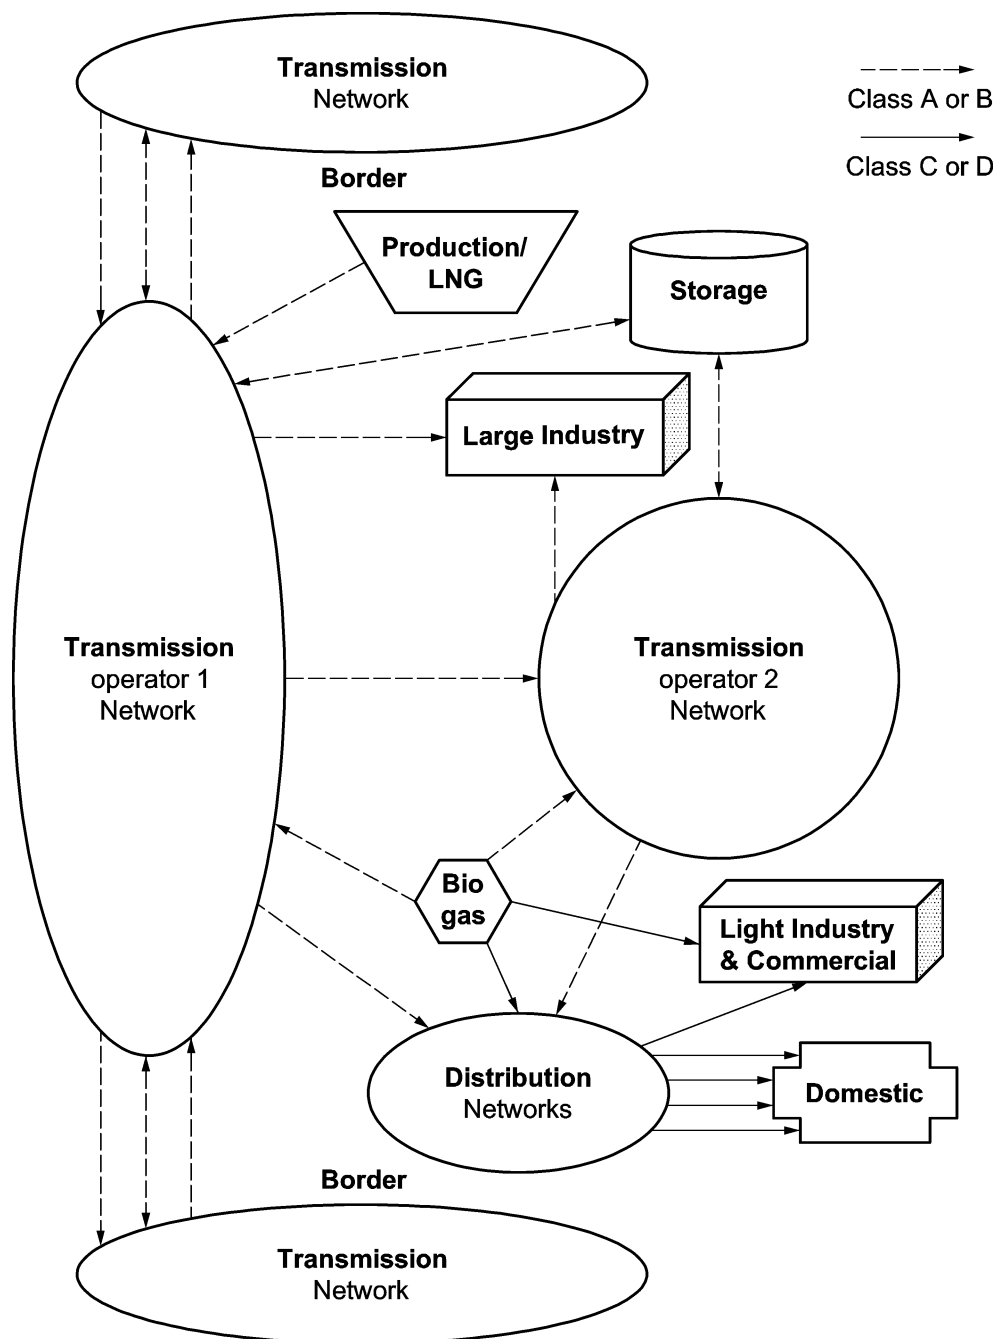 Transmission
Network
Class A or B
Class C or D
Border
Production/
LNG
Storage
Large Industry
Transmission
operator 1
Network
Transmission
operator 2
Network
Bio
gas
Light Industry
& Commercial
Distribution
Networks
Domestic
Border
Transmission
Network